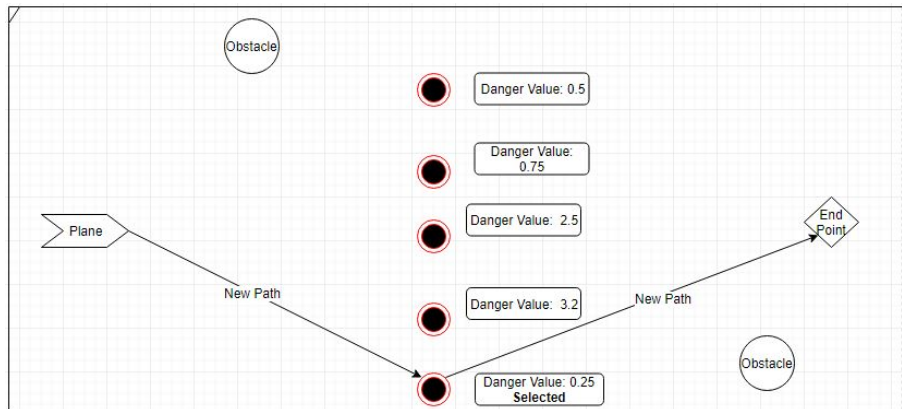 Obstacle
Danger Value: 0.5
Danger Value:
0.75
Plane
Danger Value:  2.5
End
Point
New Path
Danger Value:  3.2
New Path
Obstacle
Danger Value: 0.25
Selected